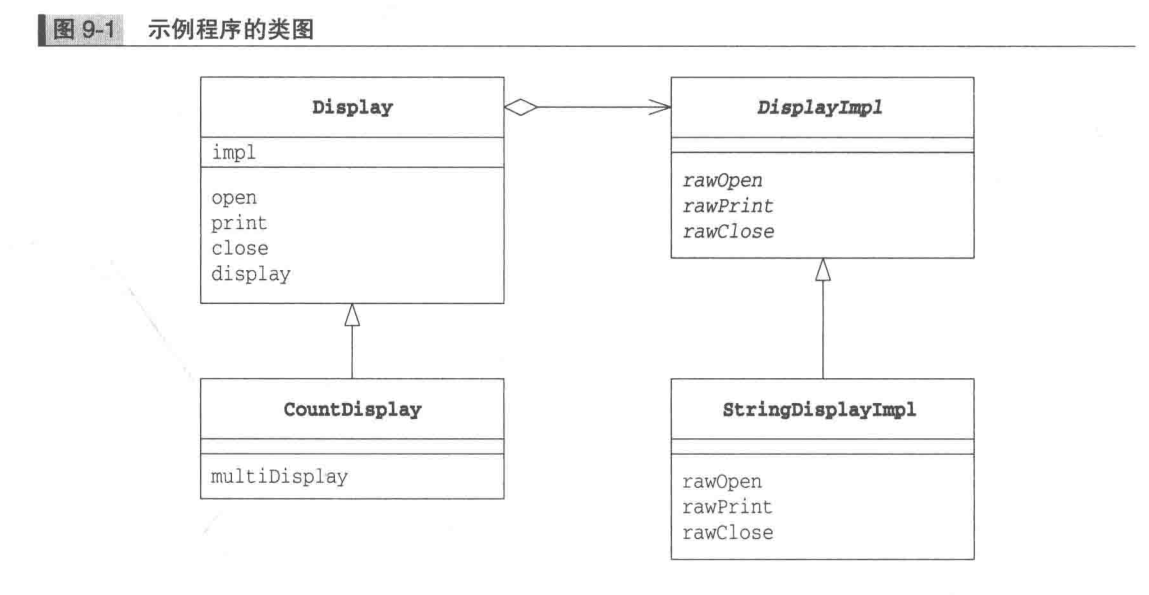 图 9-1 示例程序的类图
Display
impl
open
print
close
display
DisplayImpl
rawOpen
rawPrint
rawClose
CountDisplay
multiDisplay
StringDisplayImpl
rawOpen
rawPrint
rawClose